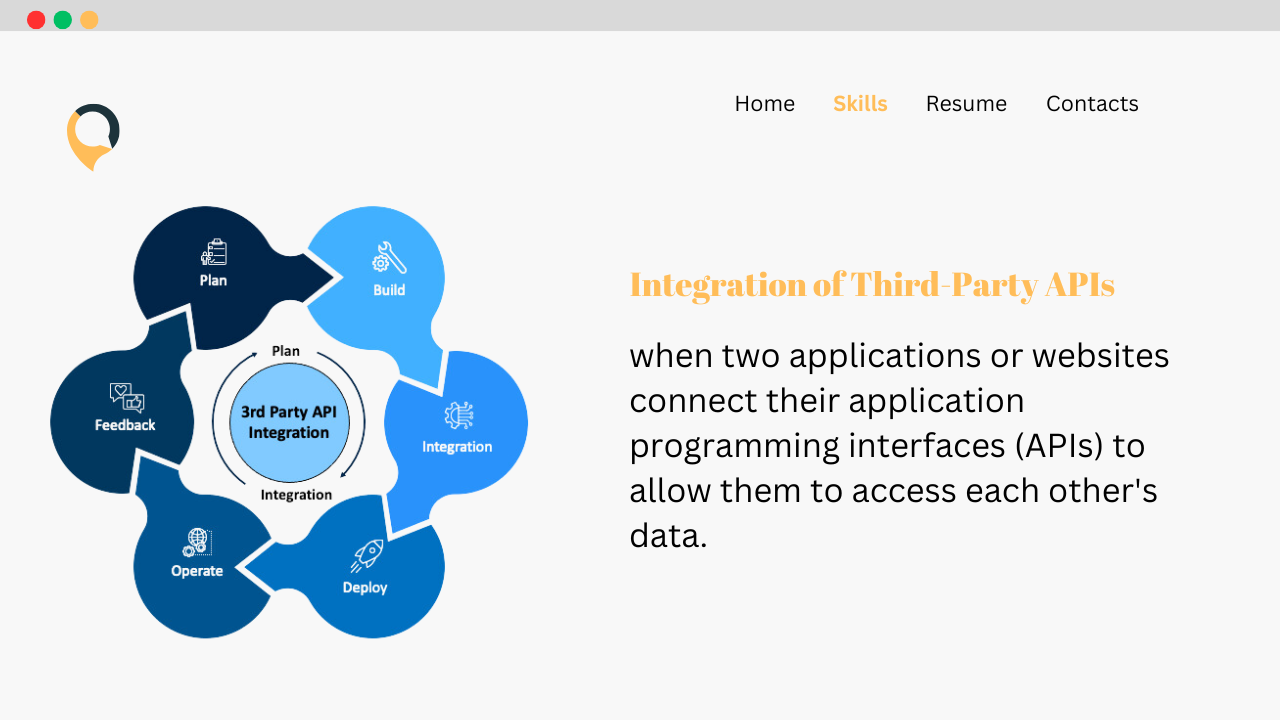 Home Skills Resume Contacts
Plan
Build
Integration
Deploy
Operate
Feedback
Plan
3rd Party API
Integration
Integration
Integration of Third-Party APIs
when two applications or websites
connect their application
programming interfaces (APIs) to
allow them to access each other's
data.